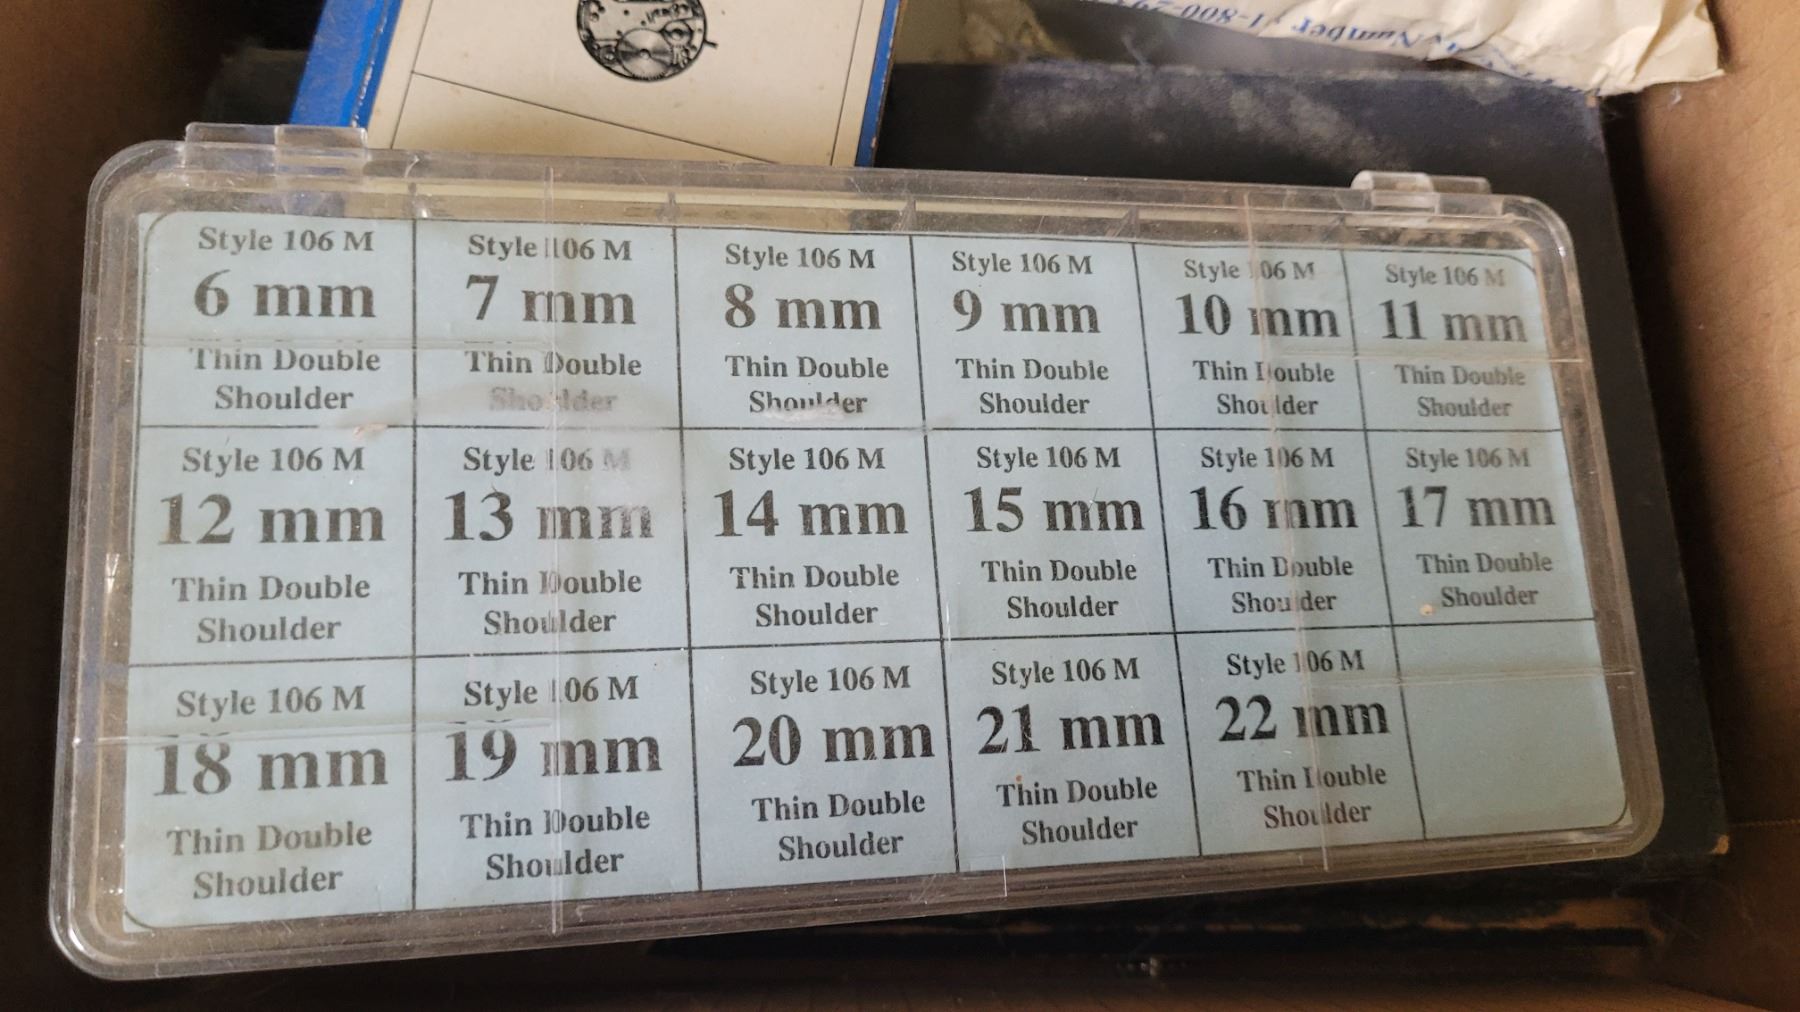 Number 1-800-
Style 106 M
6 mm
Thin Double
Shoulder
Style 106 M
7 mm
Thin Double
Shoulder
Style 106 M
8 mm
Thin Double
Shoulder
Style 106 M
9 mm
Thin Double
Shoulder
Style 106 M
10 mm
Thin Double
Shoulder
Style 106 M
11 mm
Thin Double
Shoulder
Style 106 M
12 mm
Thin Double
Shoulder
Style 106 M
13 mm
Thin Double
Shoulder
Style 106 M
14 mm
Thin Double
Shoulder
Style 106 M
15 mm
Thin Double
Shoulder
Style 106 M
16 mm
Thin Double
Shoulder
Style 106 M
17 mm
Thin Double
Shoulder
Style 106 M
18 mm
Thin Double
Shoulder
Style 106 M
19 mm
Thin Double
Shoulder
Style 106 M
20 mm
Thin Double
Shoulder
Style 106 M
21 mm
Thin Double
Shoulder
Style 106 M
22 mm
Thin Double
Shoulder